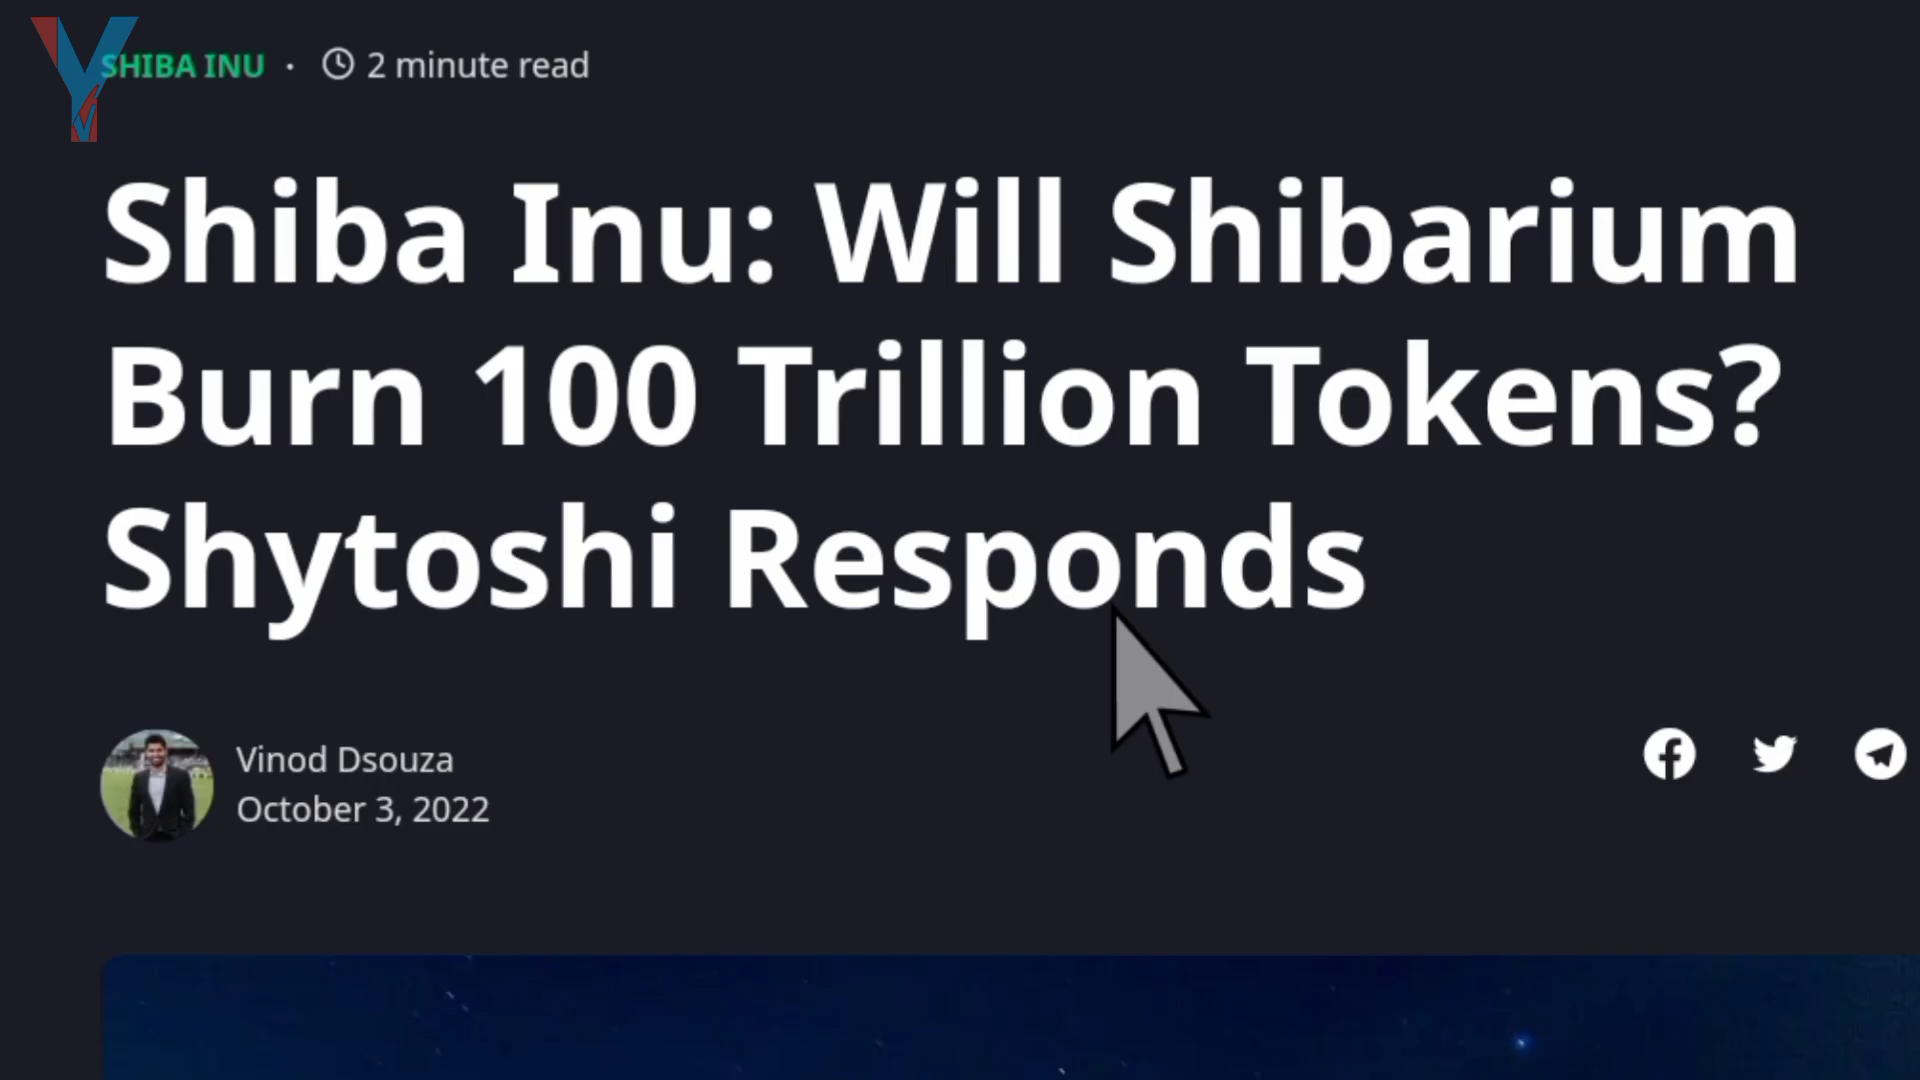 SHIBA INU · 2 minute read
Shiba Inu: Will Shibarium
Burn 100 Trillion Tokens?
Shytoshi Responds
Vinod Dsouza
October 3, 2022